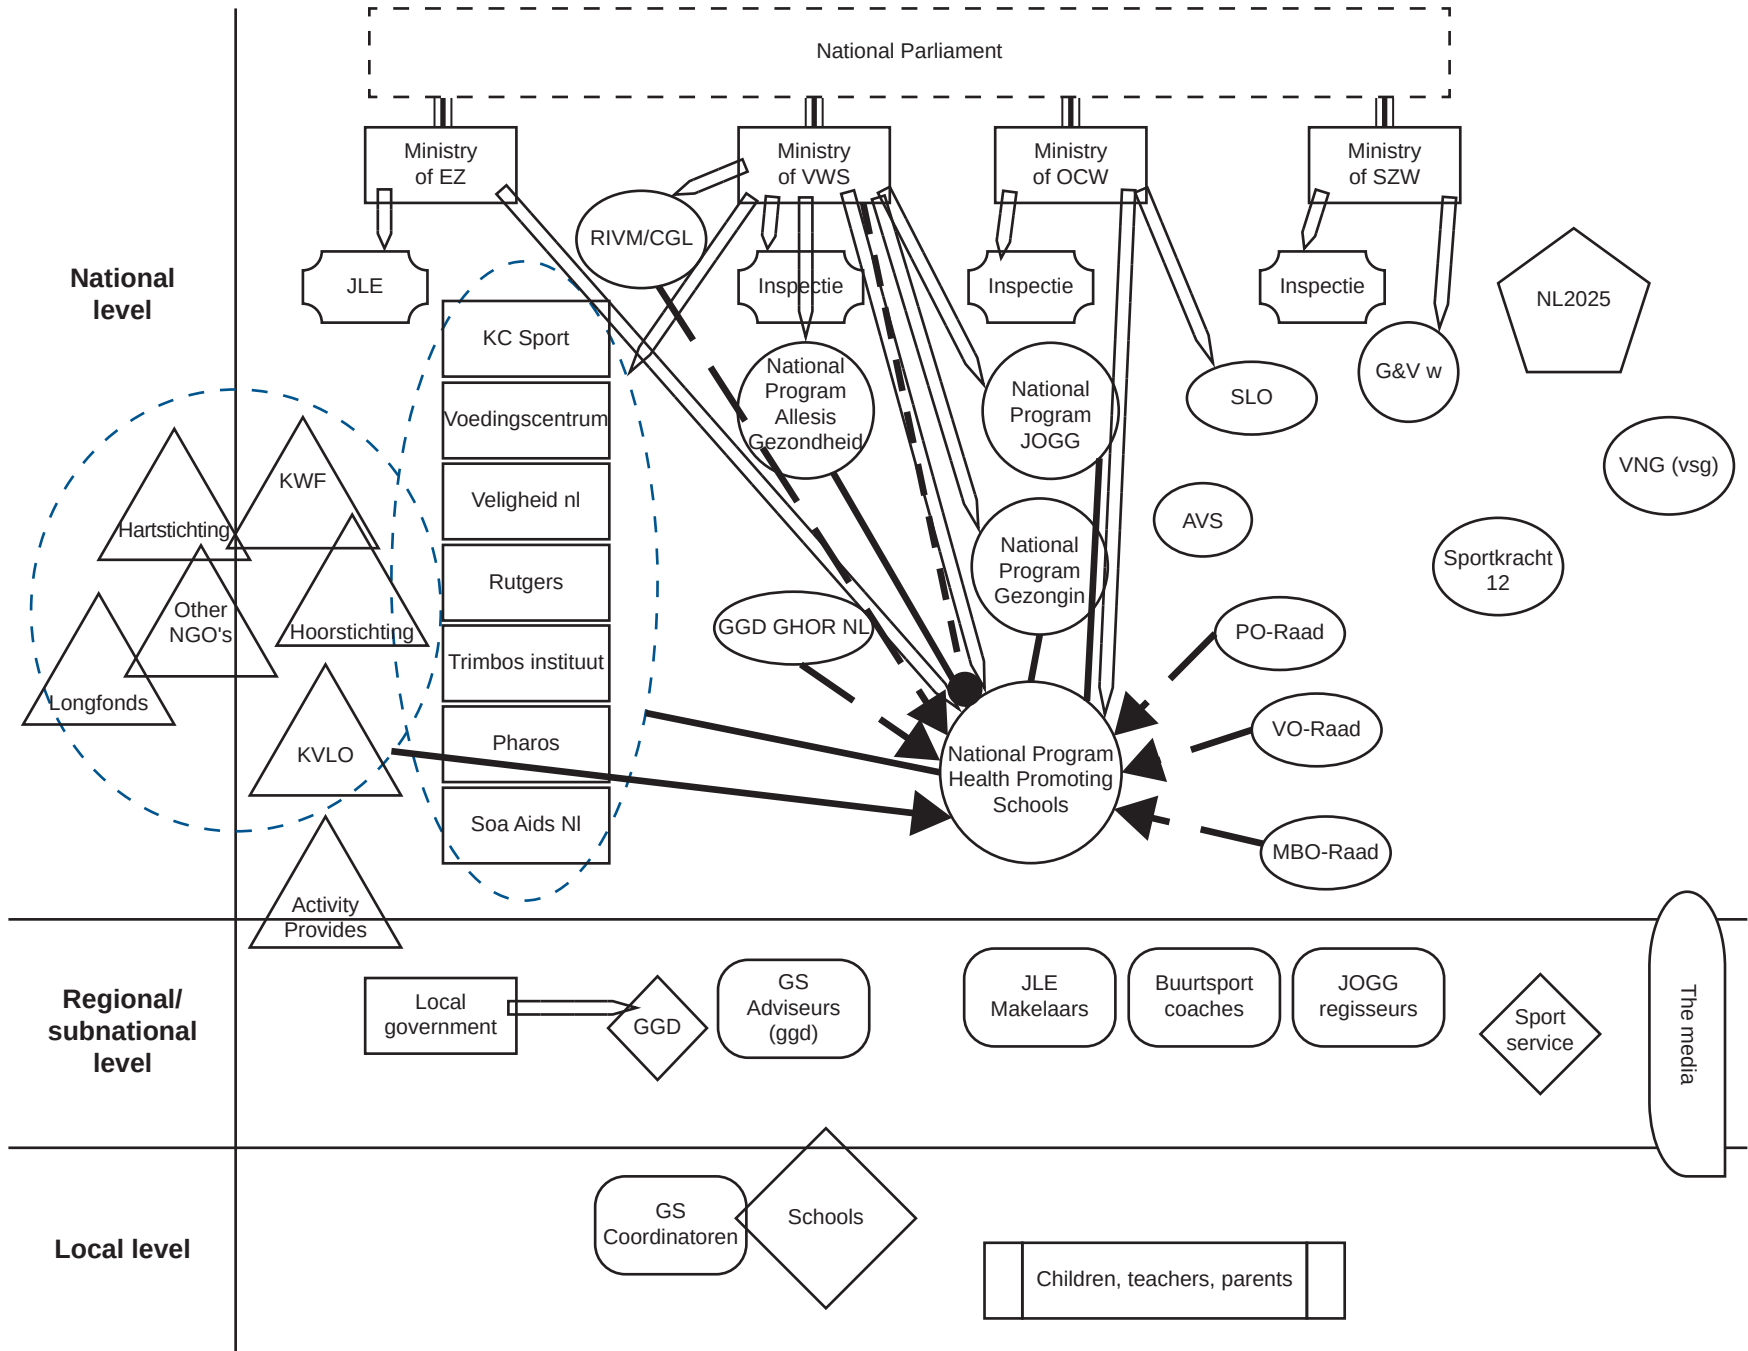 National Parliament
Ministry
of EZ
Ministry
of VWS
Ministry
of OCW
Ministry
of SZW
RIVM/CGL
JLE
Inspectie
Inspectie
Inspectie
NL2025
National
level
KC Sport
Voedingscentrum
Veligheid nl
Rutgers
Trimbos instituut
Pharos
Soa Aids Nl
National
Program
Allesis
Gezondheid
National
Program
JOGG
SLO
G&V w
VNG (vsg)
AVS
Sportkracht
12
National
Program
Gezongin
KWF
Hartstichting
Other
NGO's
Hoorstichting
Longfonds
KVLO
GGD GHOR NL
PO-Raad
VO-Raad
MBO-Raad
National Program
Health Promoting
Schools
Activity
Provides
Regional/
subnational
level
Local
government
GGD
GS
Adviseurs
(ggd)
JLE
Makelaars
Buurtsport
coaches
JOGG
regisseurs
Sport
service
The media
Local level
GS
Coordinatoren
Schools
Children, teachers, parents